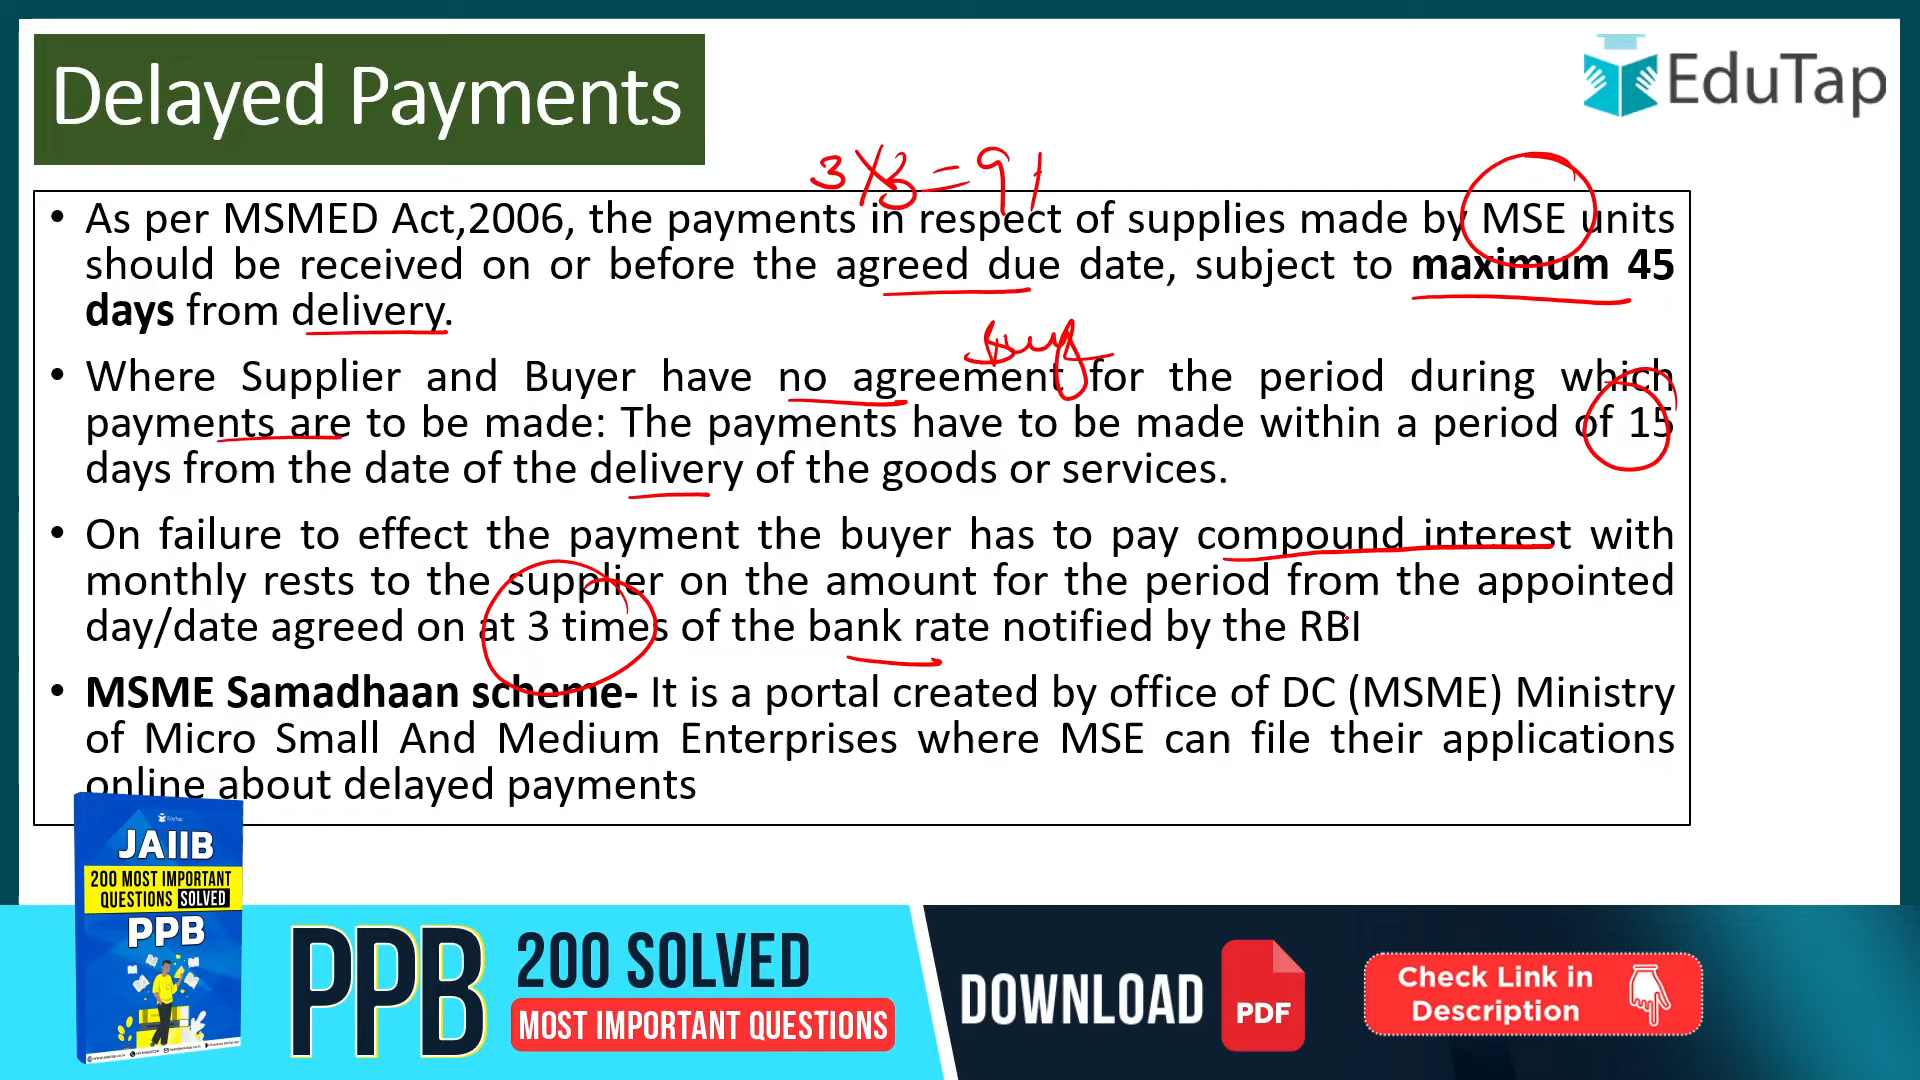 Delayed Payments
EduTap
3 X 3 = 9 %
• As per MSMED Act,2006, the payments in respect of supplies made by MSE units
should be received on or before the agreed due date, subject to maximum 45
days from delivery.
• Where Supplier and Buyer have no agreement for the period during which
payments are to be made: The payments have to be made within a period of 15
days from the date of the delivery of the goods or services.
• On failure to effect the payment the buyer has to pay compound interest with
monthly rests to the supplier on the amount for the period from the appointed
day/date agreed on at 3 times of the bank rate notified by the RBI
• MSME Samadhaan scheme- It is a portal created by office of DC (MSME) Ministry
of Micro Small And Medium Enterprises where MSE can file their applications
online about delayed payments
EduTap
JAIIB
200 MOST IMPORTANT
QUESTIONS SOLVED
PPB
PPB
200 SOLVED
MOST IMPORTANT QUESTIONS
DOWNLOAD
PDF
Check Link in
Description